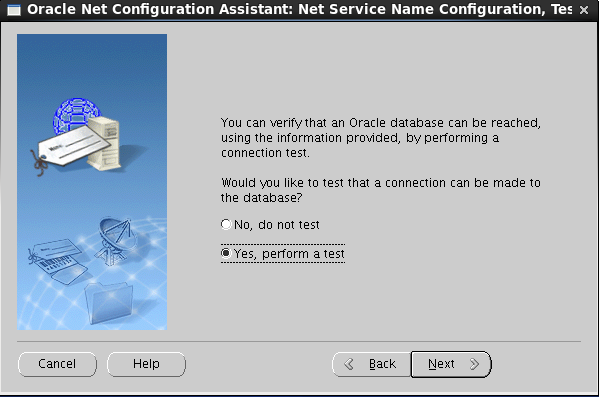 Oracle Net Configuration Assistant: Net Service Name Configuration, Tes
You can verify that an Oracle database can be reached,
using the information provided, by performing a
connection test.
Would you like to test that a connection can be made to
the database?
No, do not test
Yes, perform a test
Cancel
Help
Back
Next